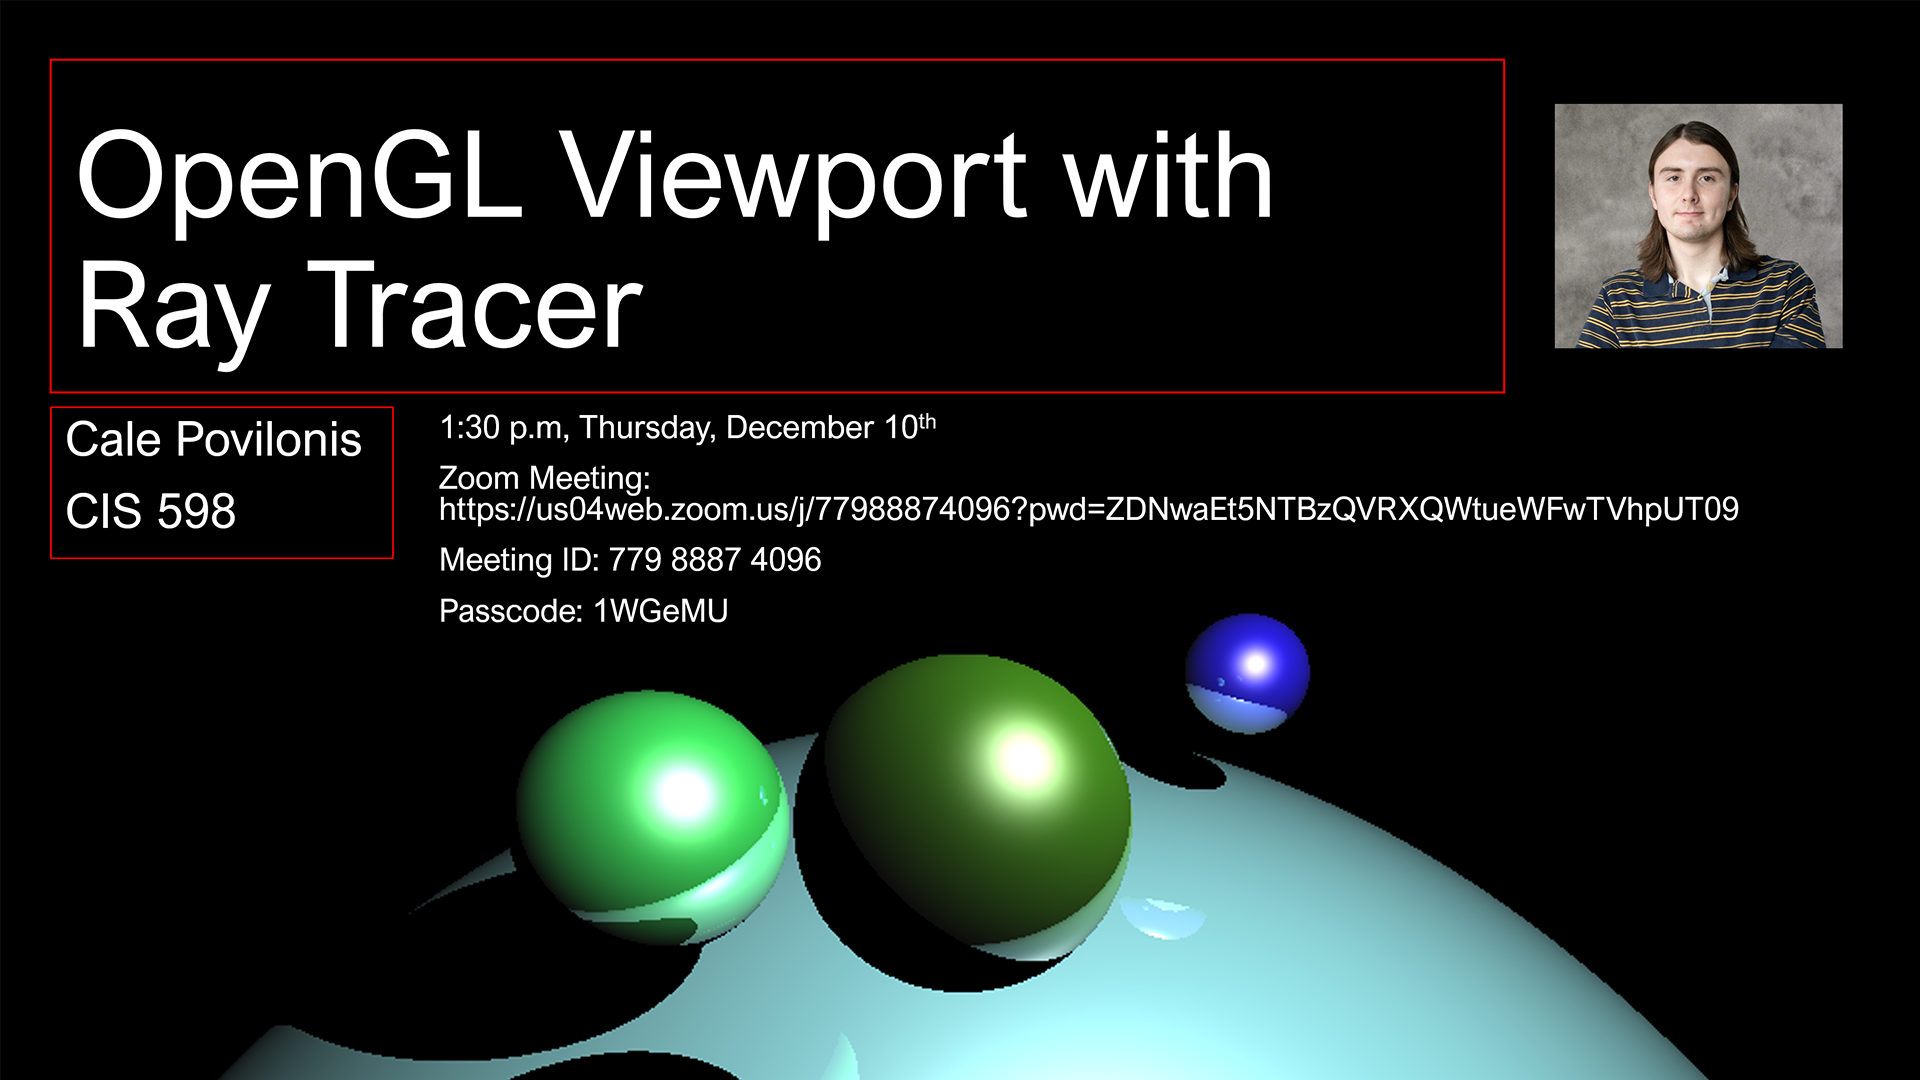 OpenGL Viewport with
Ray Tracer
Cale Povilonis
CIS 598
1:30 p.m, Thursday, December 10th
Zoom Meeting:
https://us04web.zoom.us/j/77988874096?pwd=ZDNwaEt5NTBzQVRXQWtueWFwTVhpUT09
Meeting ID: 779 8887 4096
Passcode: 1WGeMU